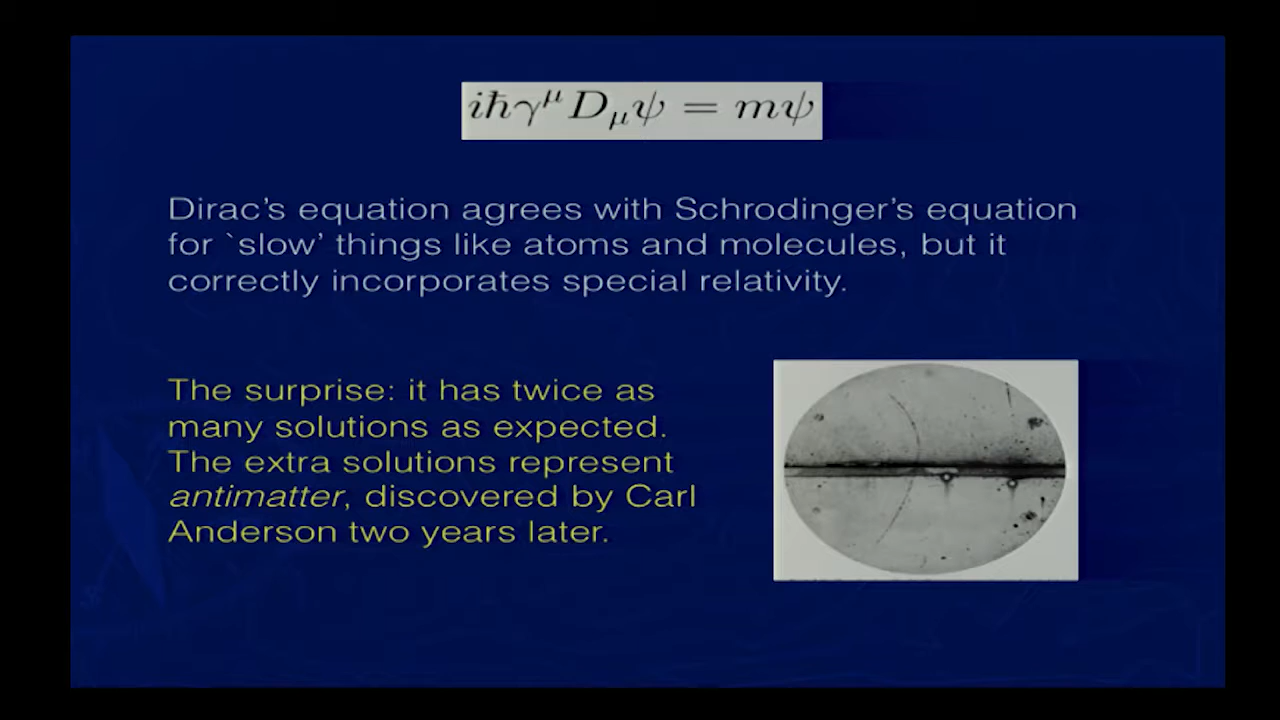 iħγ^μ D_μ ψ = mψ
Dirac's equation agrees with Schrodinger's equation
for `slow' things like atoms and molecules, but it
correctly incorporates special relativity.
The surprise: it has twice as
many solutions as expected.
The extra solutions represent
antimatter, discovered by Carl
Anderson two years later.